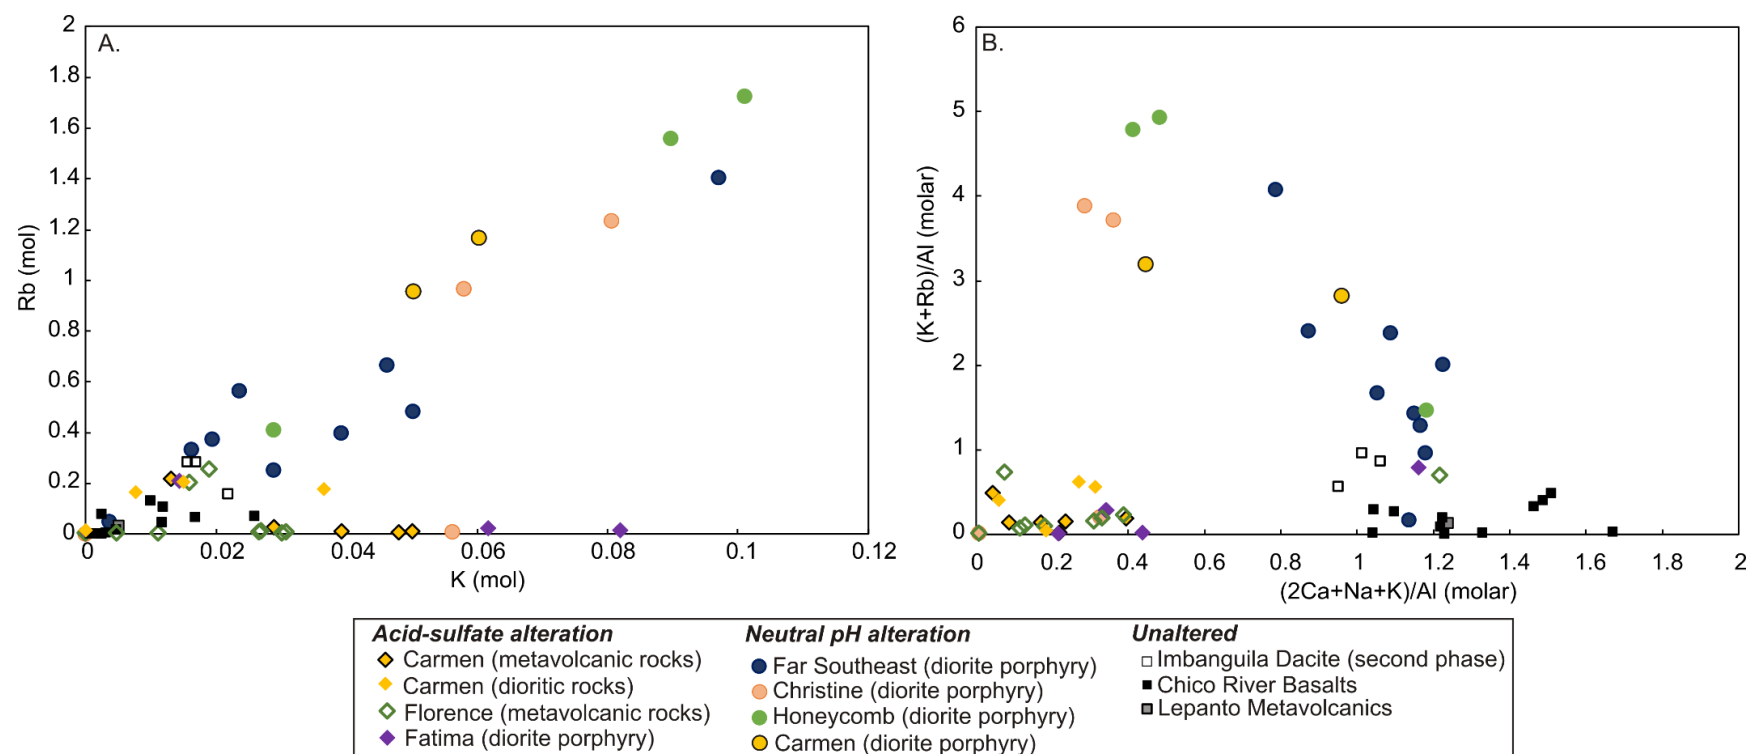 A.
2
1.8
1.6
1.4
1.2
1
0.8
0.6
0.4
0.2
0
Rb (mol)
0 0.02 0.04 0.06 0.08 0.1 0.12
K (mol)
B.
6
5
4
3
2
1
0
(K+Rb)/Al (molar)
0 0.2 0.4 0.6 0.8 1 1.2 1.4 1.6 1.8 2
(2Ca+Na+K)/Al (molar)
Acid-sulfate alteration
Carmen (metavolcanic rocks)
Carmen (dioritic rocks)
Florence (metavolcanic rocks)
Fatima (diorite porphyry)
Neutral pH alteration
Far Southeast (diorite porphyry)
Christine (diorite porphyry)
Honeycomb (diorite porphyry)
Carmen (diorite porphyry)
Unaltered
Imbanguila Dacite (second phase)
Chico River Basalts
Lepanto Metavolcanics